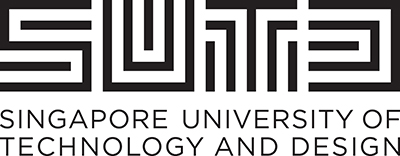 SUTD
SINGAPORE UNIVERSITY OF
TECHNOLOGY AND DESIGN